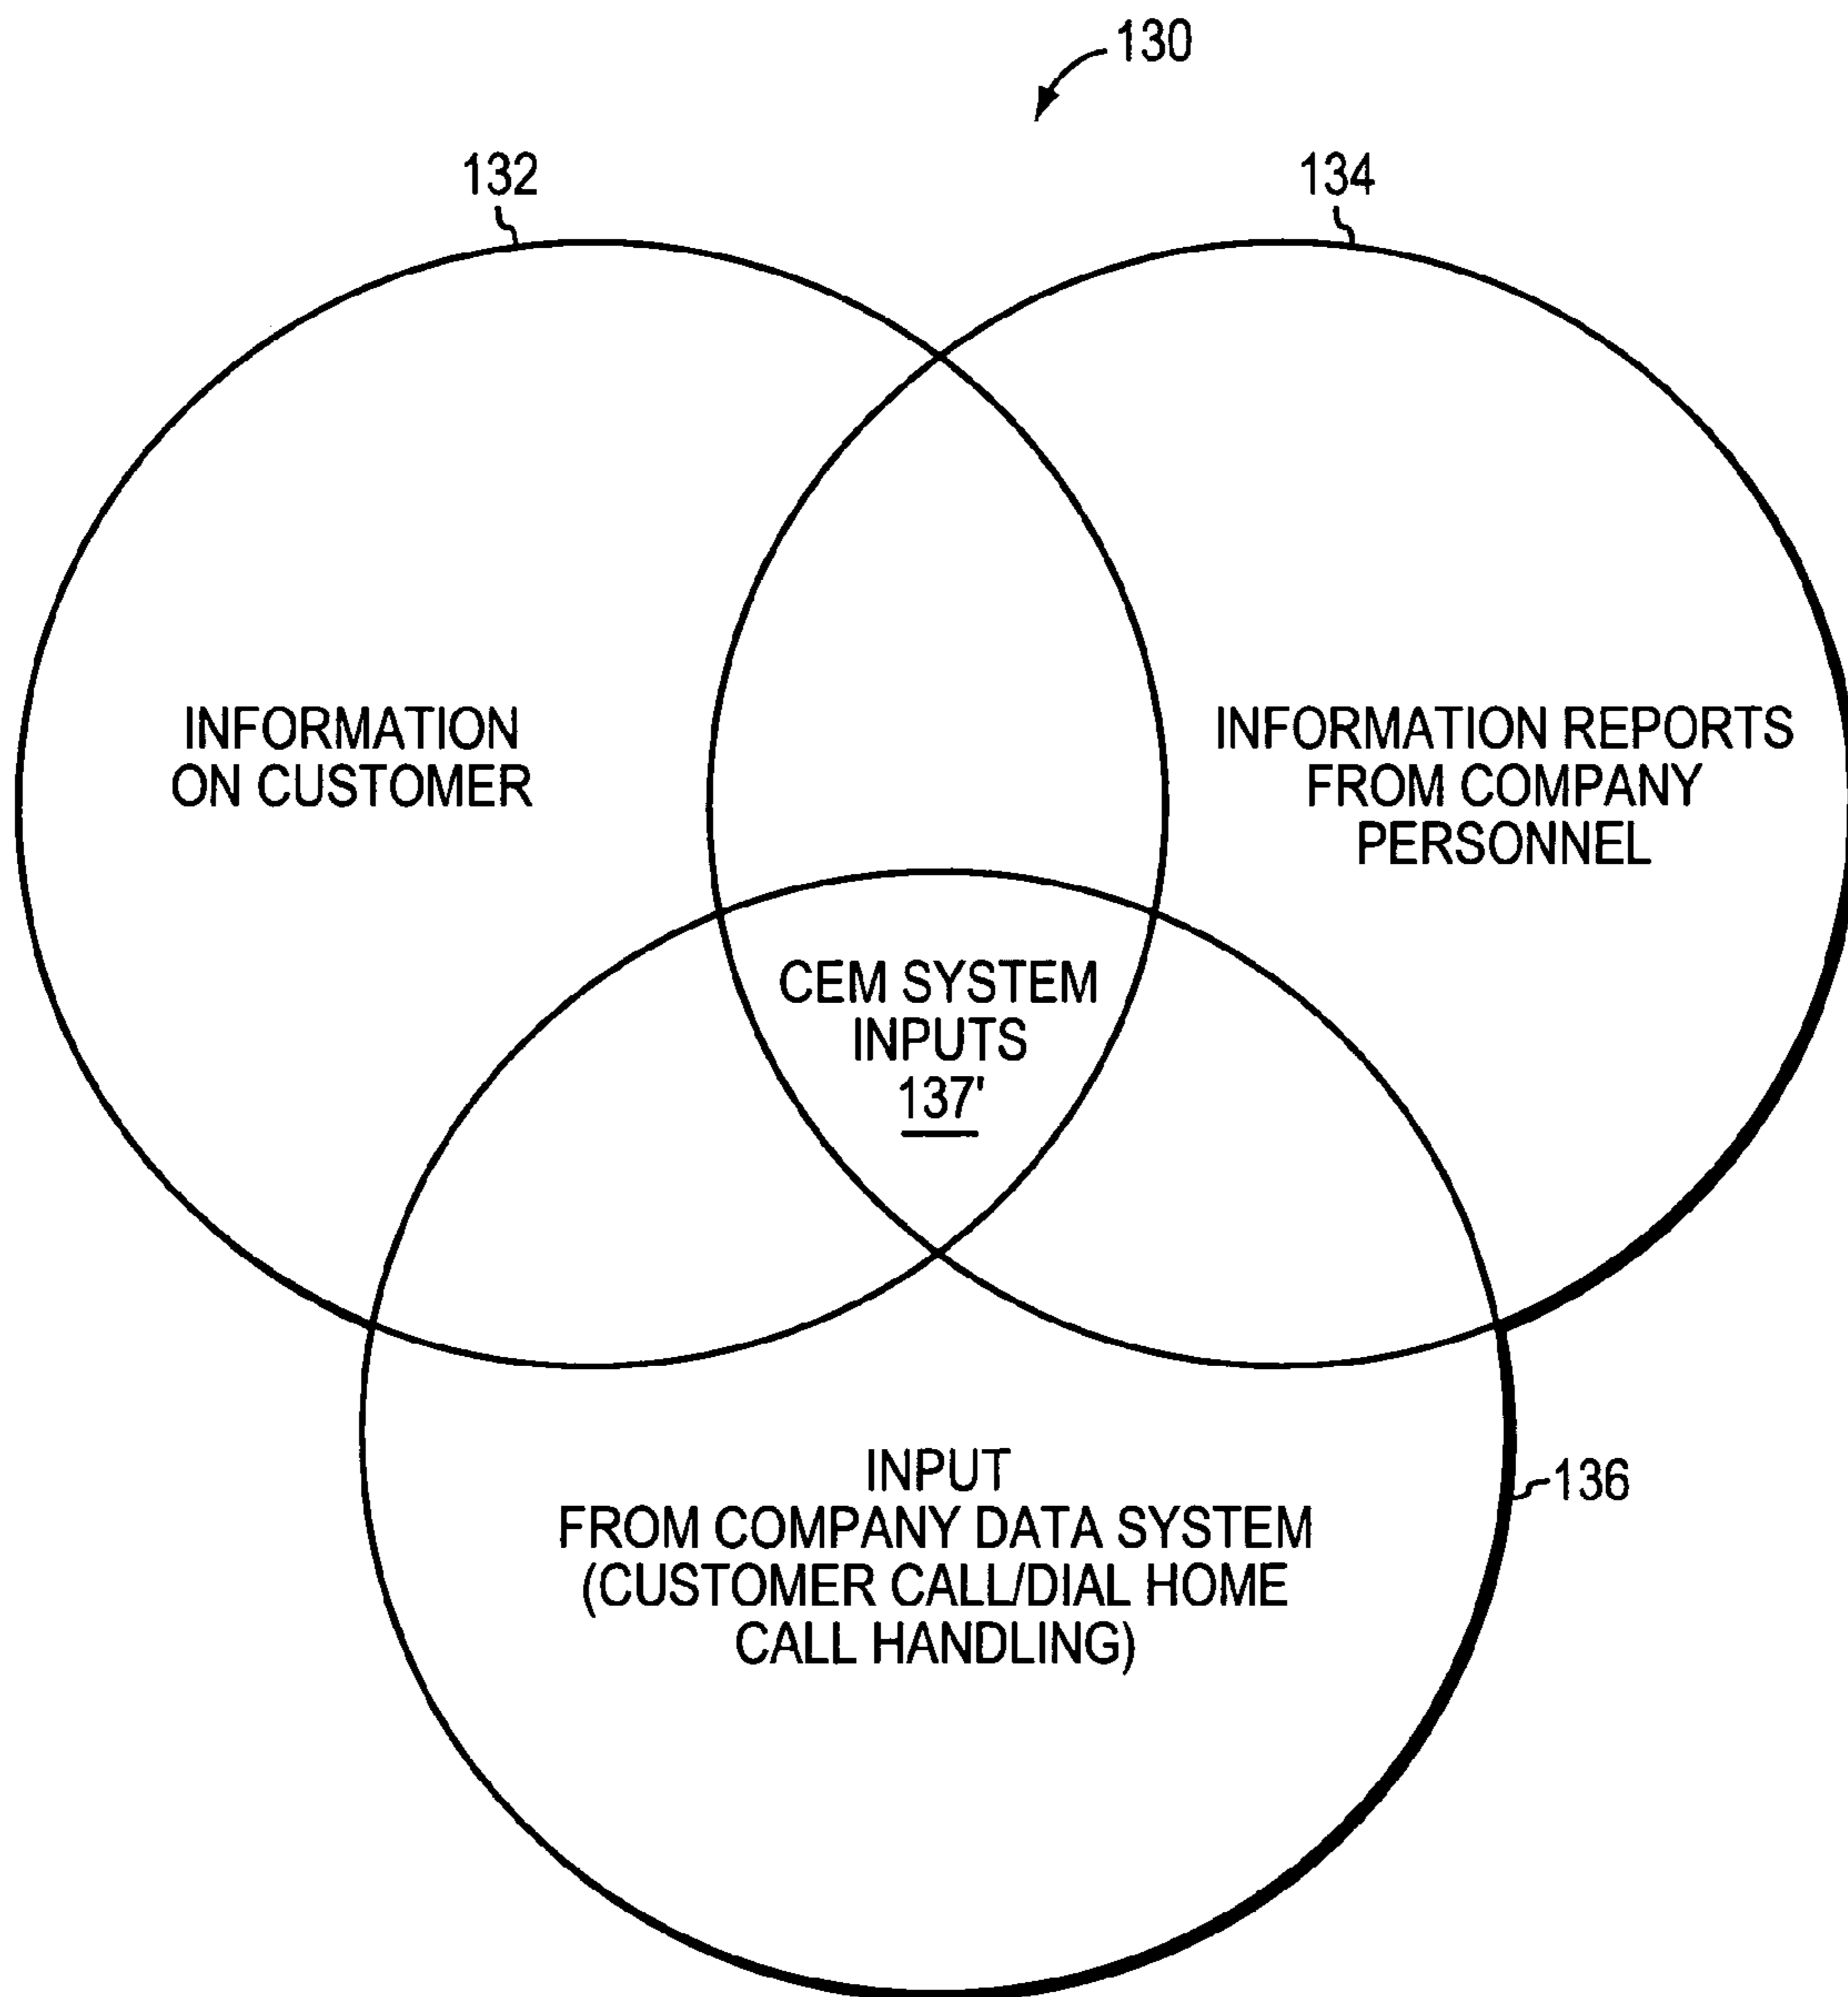 130
132
134
INFORMATION
ON CUSTOMER
INFORMATION REPORTS
FROM COMPANY
PERSONNEL
CEM SYSTEM
INPUTS
137'
INPUT
FROM COMPANY DATA SYSTEM
(CUSTOMER CALL/DIAL HOME
CALL HANDLING)
136